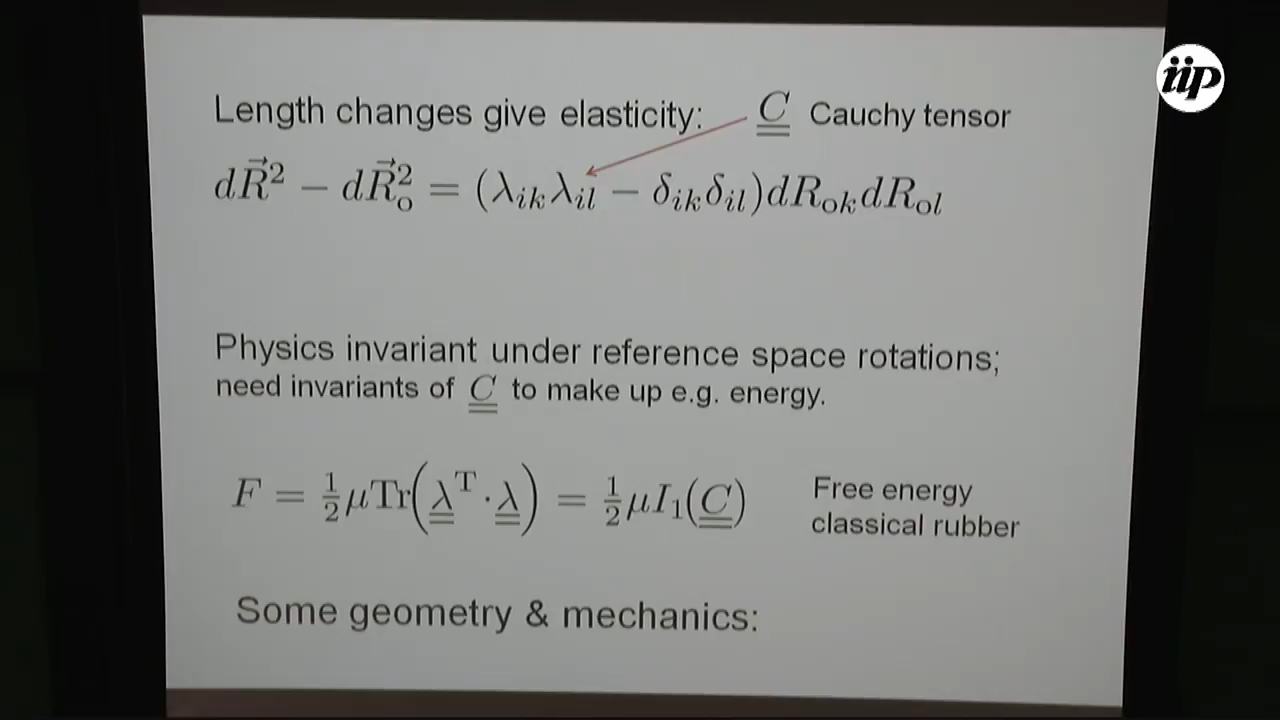 iip
Length changes give elasticity: C Cauchy tensor
dR⃗² − dR⃗ₒ² = (λᵢₖλᵢₗ − δᵢₖδᵢₗ)dRₒₖdRₒₗ
Physics invariant under reference space rotations;
need invariants of C to make up e.g. energy.
F = ½μTr(λᵀ·λ) = ½μI₁(C)
Free energy
classical rubber
Some geometry & mechanics: